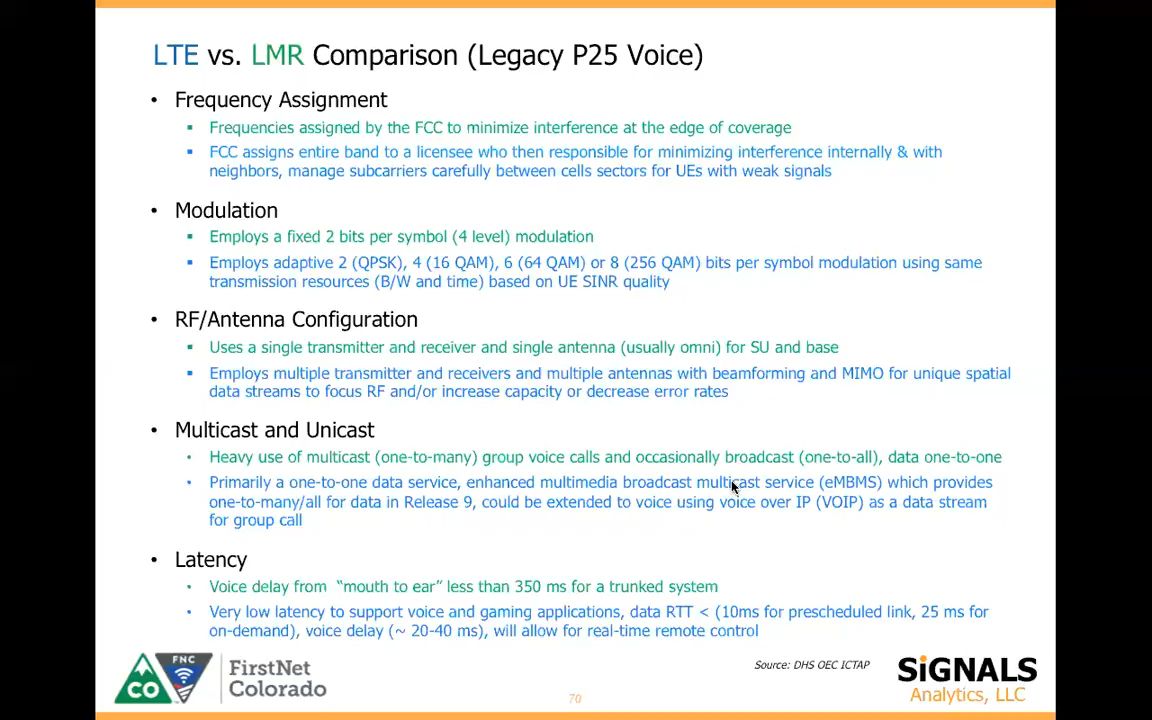 LTE vs. LMR Comparison (Legacy P25 Voice)
• Frequency Assignment
▪ Frequencies assigned by the FCC to minimize interference at the edge of coverage
▪ FCC assigns entire band to a licensee who then responsible for minimizing interference internally & with
neighbors, manage subcarriers carefully between cells sectors for UEs with weak signals
• Modulation
▪ Employs a fixed 2 bits per symbol (4 level) modulation
▪ Employs adaptive 2 (QPSK), 4 (16 QAM), 6 (64 QAM) or 8 (256 QAM) bits per symbol modulation using same
transmission resources (B/W and time) based on UE SINR quality
• RF/Antenna Configuration
▪ Uses a single transmitter and receiver and single antenna (usually omni) for SU and base
▪ Employs multiple transmitter and receivers and multiple antennas with beamforming and MIMO for unique spatial
data streams to focus RF and/or increase capacity or decrease error rates
• Multicast and Unicast
• Heavy use of multicast (one-to-many) group voice calls and occasionally broadcast (one-to-all), data one-to-one
• Primarily a one-to-one data service, enhanced multimedia broadcast multicast service (eMBMS) which provides
one-to-many/all for data in Release 9, could be extended to voice using voice over IP (VOIP) as a data stream
for group call
• Latency
• Voice delay from “mouth to ear” less than 350 ms for a trunked system
• Very low latency to support voice and gaming applications, data RTT < (10ms for prescheduled link, 25 ms for
on-demand), voice delay (~ 20-40 ms), will allow for real-time remote control
CO
FNC
FirstNet
Colorado
70
Source: DHS OEC ICTAP
SiGNALS
Analytics, LLC